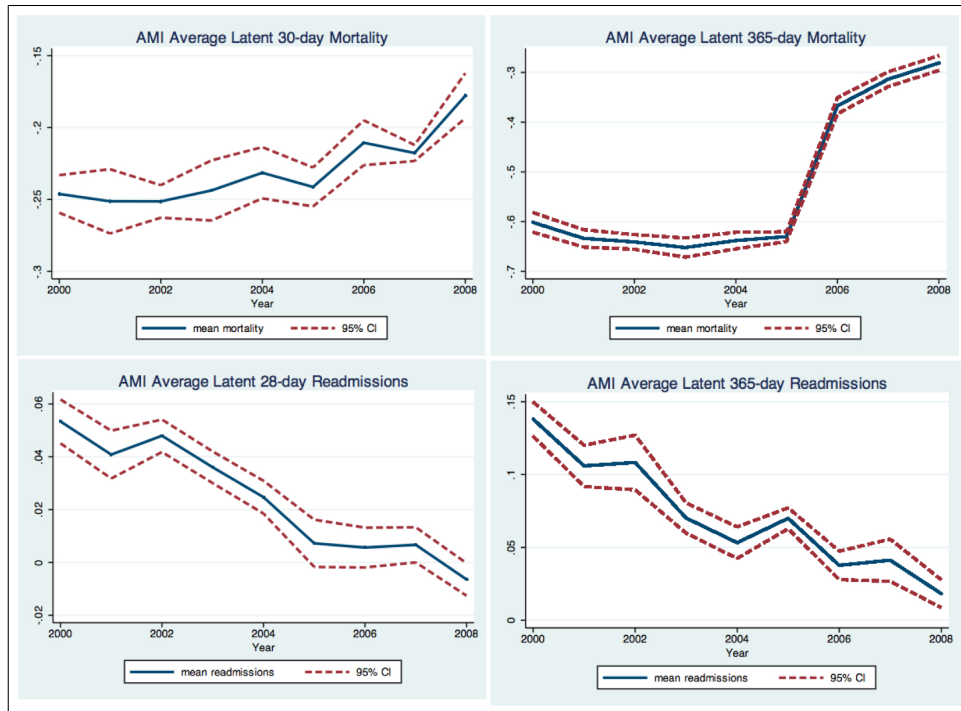 AMI Average Latent 30-day Mortality
-.15
-.2
-.25
-.3
2000 2002 2004 2006 2008
Year
mean mortality 95% CI
AMI Average Latent 365-day Mortality
-.3
-.4
-.5
-.6
-.7
2000 2002 2004 2006 2008
Year
mean mortality 95% CI
AMI Average Latent 28-day Readmissions
.06
.04
.02
0
-.02
2000 2002 2004 2006 2008
Year
mean readmissions 95% CI
AMI Average Latent 365-day Readmissions
.15
.1
.05
0
2000 2002 2004 2006 2008
Year
mean readmissions 95% CI